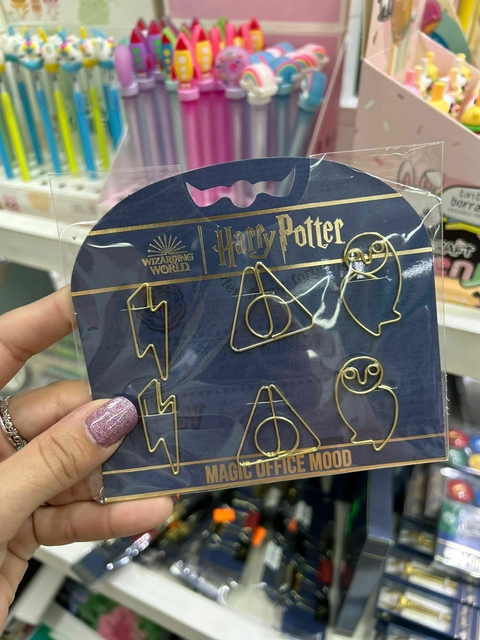 WIZARDING
WORLD
Harry Potter
MAGIC OFFICE MOOD